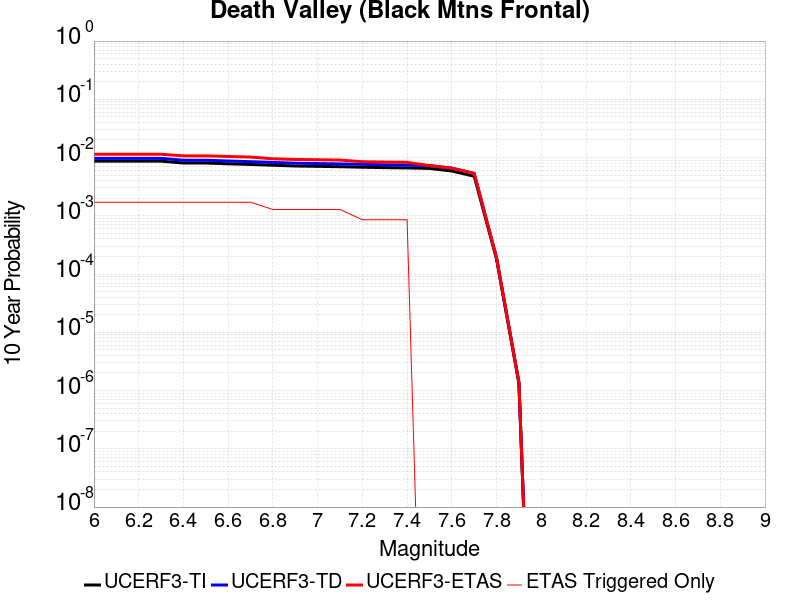 Death Valley (Black Mtns Frontal)
10^0
10^-1
10^-2
10^-3
10^-4
10^-5
10^-6
10^-7
10^-8
10 Year Probability
6 6.2 6.4 6.6 6.8 7 7.2 7.4 7.6 7.8 8 8.2 8.4 8.6 8.8 9
Magnitude
UCERF3-TI UCERF3-TD UCERF3-ETAS ETAS Triggered Only